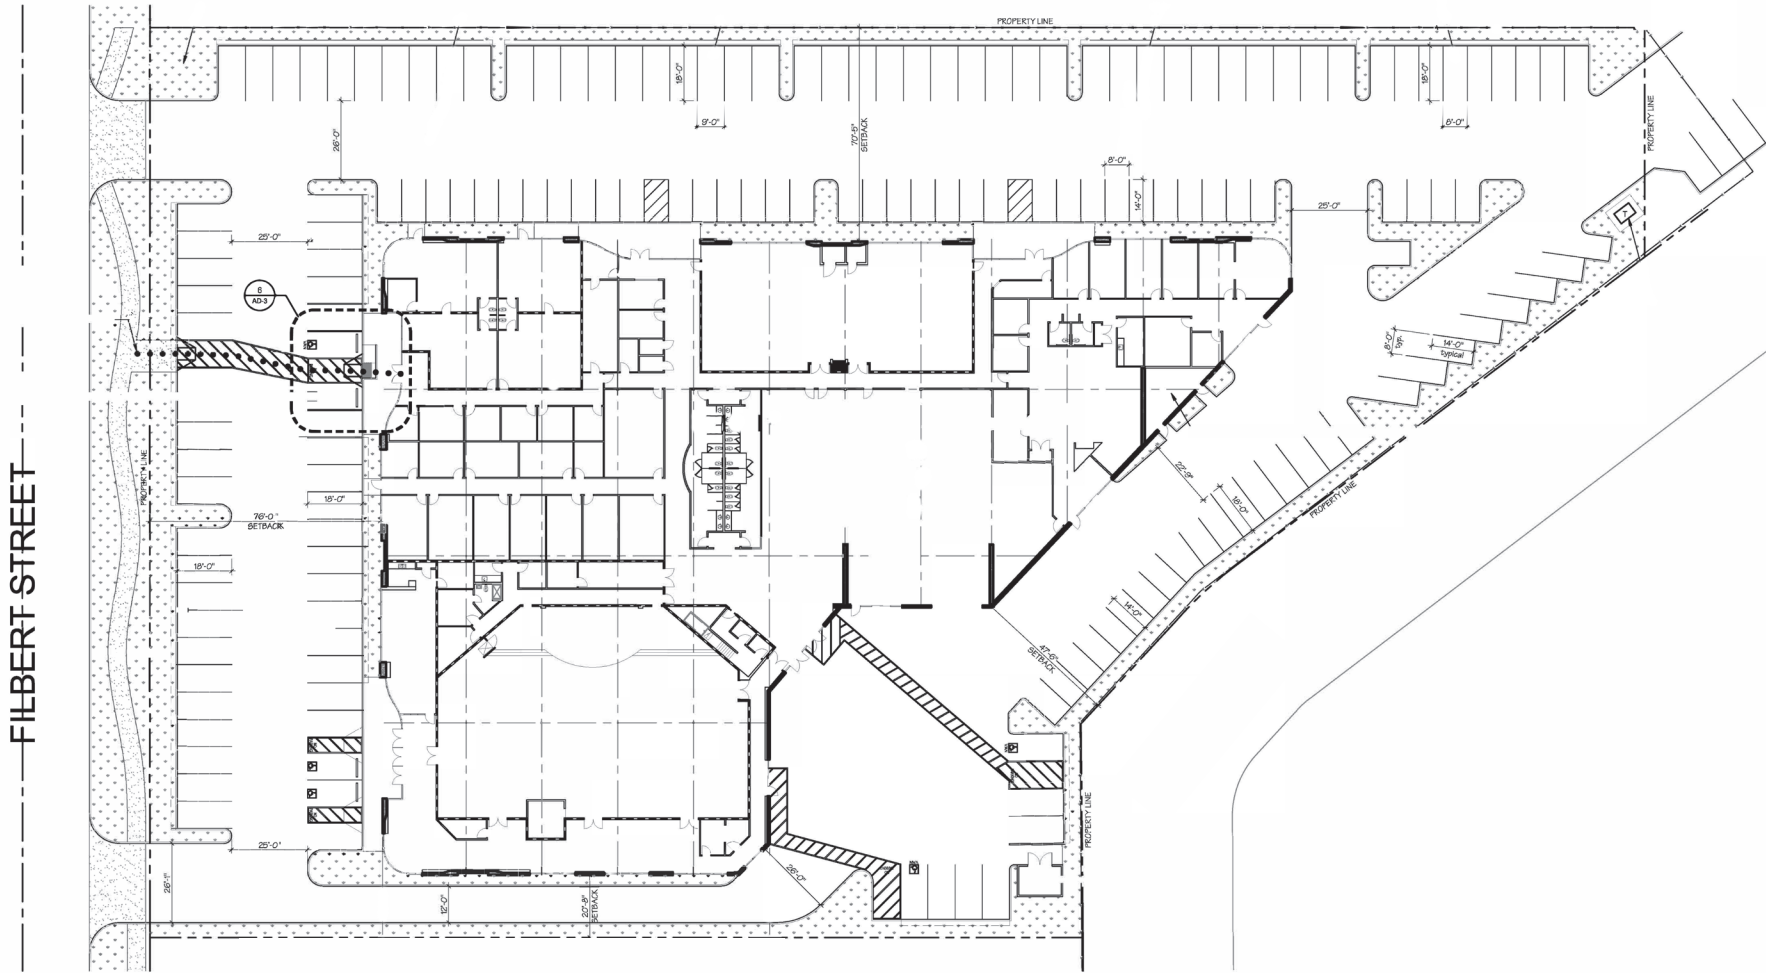 PROPERTY LINE
18'-0"
18'-0"
9'-0"
8'-0"
26'-0"
70'-5"
SETBACK
PROPERTY LINE
8'-0"
14'-0"
25'-0"
25'-0"
6
AD-3
8'-0"
typ.
14'-0"
typical
PROPERTY LINE
18'-0"
76'-0"
SETBACK
22'-9"
18'-0"
PROPERTY LINE
FILBERT STREET
18'-0"
14'-0"
47'-6"
SETBACK
PROPERTY LINE
25'-0"
26'-1"
12'-0"
20'-8"
SETBACK
26'-0"